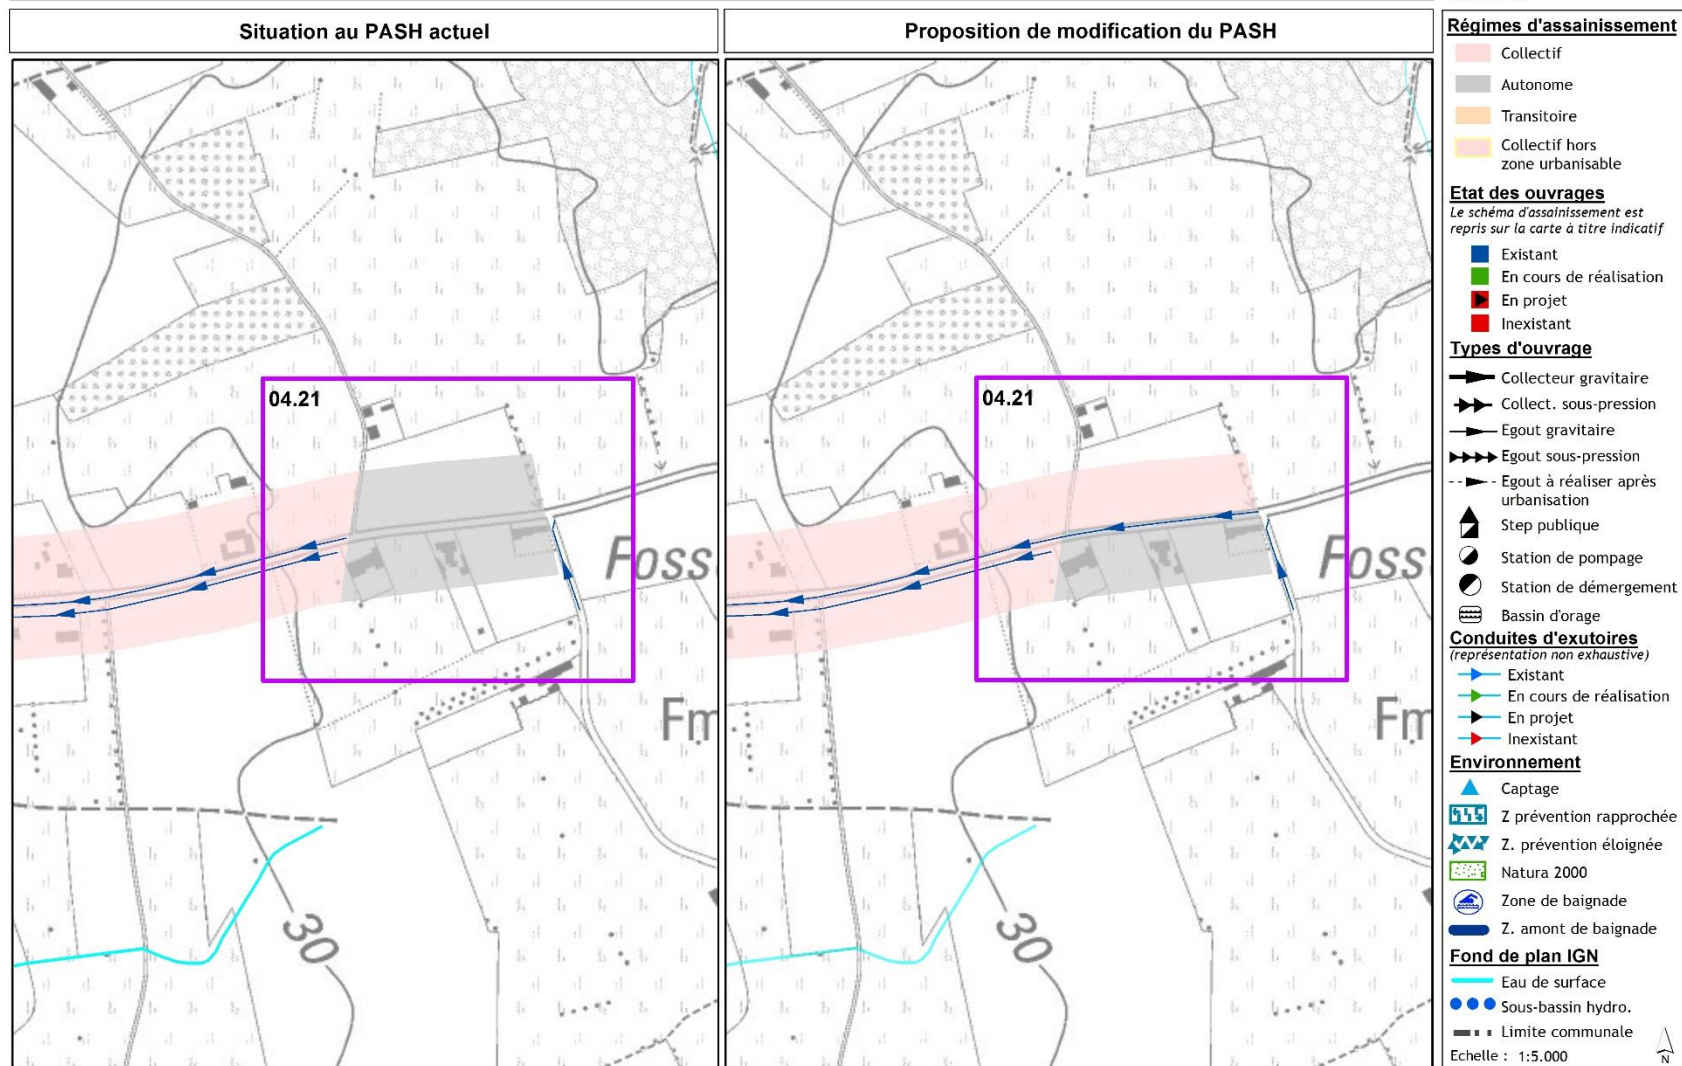 Situation au PASH actuel
Proposition de modification du PASH
04.21
Foss
Fm
30
04.21
Foss
Fm
30
Régimes d'assainissement
Collectif
Autonome
Transitoire
Collectif hors
zone urbanisable
Etat des ouvrages
Le schéma d'assainissement est
repris sur la carte à titre indicatif
Existant
En cours de réalisation
En projet
Inexistant
Types d'ouvrage
Collecteur gravitaire
Collect. sous-pression
Egout gravitaire
Egout sous-pression
Egout à réaliser après
urbanisation
Step publique
Station de pompage
Station de démergement
Bassin d'orage
Conduites d'exutoires
(représentation non exhaustive)
Existant
En cours de réalisation
En projet
Inexistant
Environnement
Captage
Z prévention rapprochée
Z. prévention éloignée
Natura 2000
Zone de baignade
Z. amont de baignade
Fond de plan IGN
Eau de surface
Sous-bassin hydro.
Limite communale
Echelle : 1:5.000
N